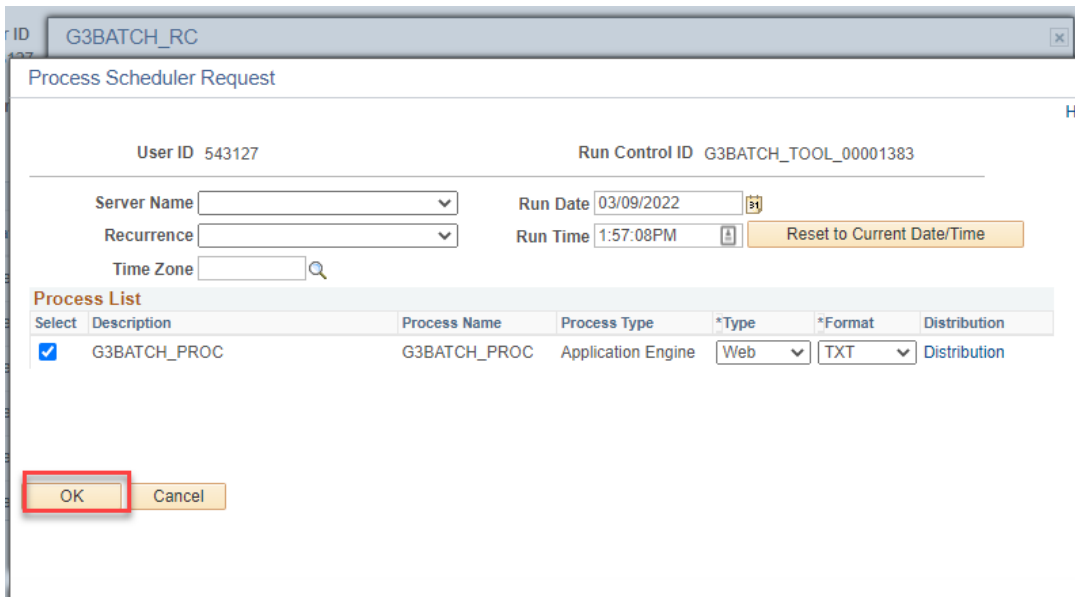 r ID G3BATCH_RC
Process Scheduler Request
H
User ID 543127 Run Control ID G3BATCH_TOOL_00001383
Server Name Run Date 03/09/2022 31
Recurrence Run Time 1:57:08PM Reset to Current Date/Time
Time Zone
Process List
Select Description Process Name Process Type *Type *Format Distribution
G3BATCH_PROC G3BATCH_PROC Application Engine Web TXT Distribution
OK Cancel